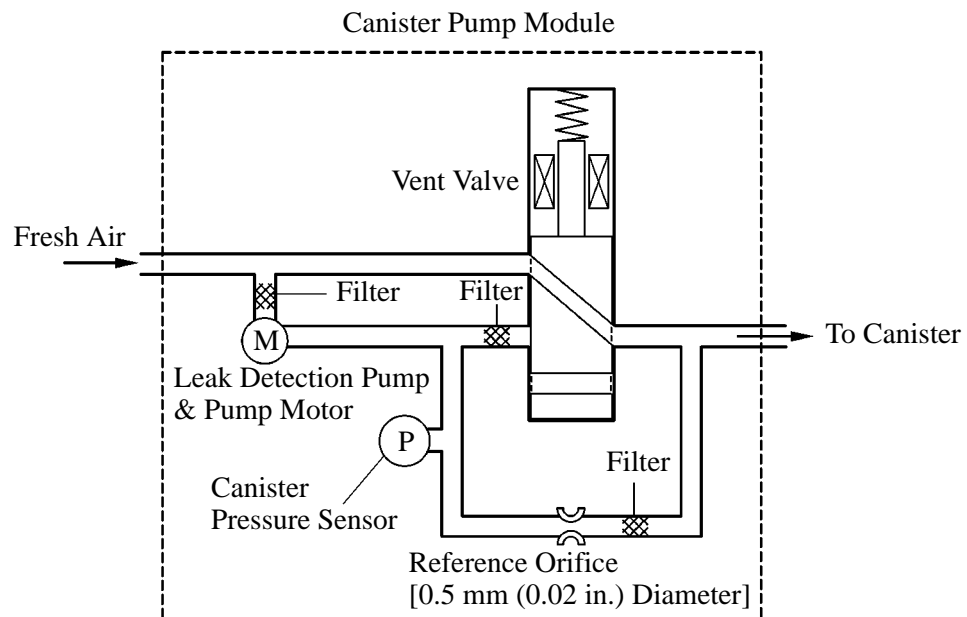 Canister Pump Module
Vent Valve
Fresh Air
Filter
Filter
M
To Canister
Leak Detection Pump
& Pump Motor
P
Filter
Canister
Pressure Sensor
Reference Orifice
[0.5 mm (0.02 in.) Diameter]